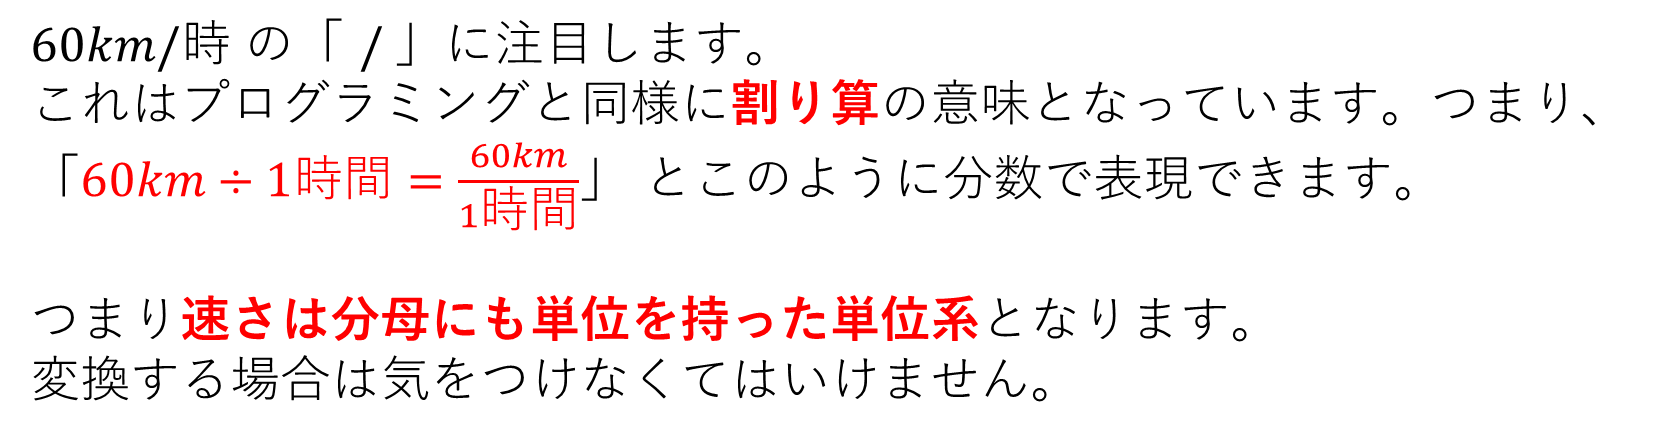 60km/時 の「 / 」に注目します。
これはプログラミングと同様に割り算の意味となっています。つまり、
「60km ÷ 1時間 = 60km/1時間」 とこのように分数で表現できます。
つまり速さは分母にも単位を持った単位系となります。
変換する場合は気をつけなくてはいけません。